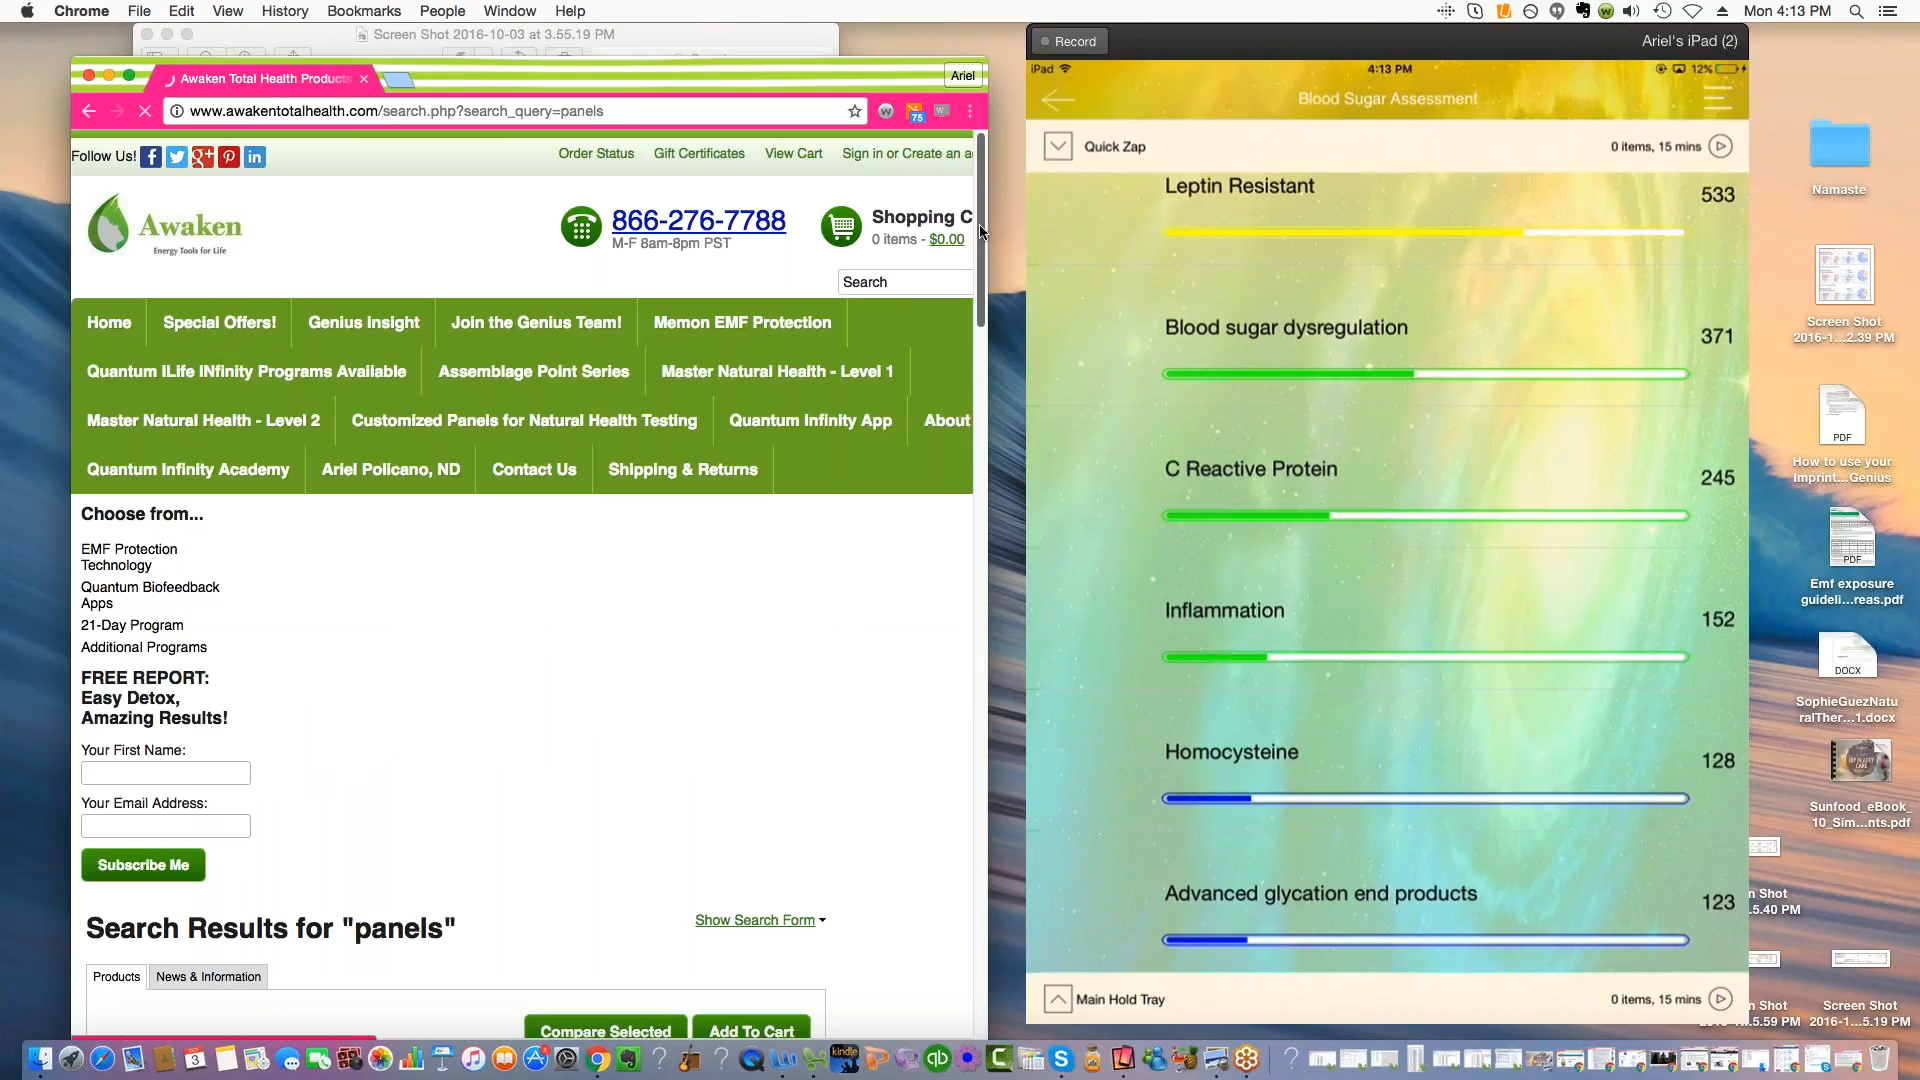 Chrome File Edit View History Bookmarks People Window Help
Mon 4:13 PM
Screen Shot 2016-10-03 at 3.55.19 PM
Awaken Total Health Products
Ariel
www.awakentotalhealth.com/search.php?search_query=panels
75
Follow Us!
Order Status Gift Certificates View Cart Sign in or Create an a
Awaken
Energy Tools for Life
866-276-7788
M-F 8am-8pm PST
Shopping C
0 items - $0.00
Search
Home Special Offers! Genius Insight Join the Genius Team! Memon EMF Protection
Quantum ILife INfinity Programs Available Assemblage Point Series Master Natural Health - Level 1
Master Natural Health - Level 2 Customized Panels for Natural Health Testing Quantum Infinity App About
Quantum Infinity Academy Ariel Policano, ND Contact Us Shipping & Returns
Choose from...
EMF Protection
Technology
Quantum Biofeedback
Apps
21-Day Program
Additional Programs
FREE REPORT:
Easy Detox,
Amazing Results!
Your First Name:
Your Email Address:
Subscribe Me
Search Results for "panels"
Show Search Form
Products News & Information
Compare Selected Add To Cart
Record
Ariel's iPad (2)
iPad 4:13 PM 12%
Blood Sugar Assessment
Quick Zap 0 items, 15 mins
Leptin Resistant 533
Blood sugar dysregulation 371
C Reactive Protein 245
Inflammation 152
Homocysteine 128
Advanced glycation end products 123
Main Hold Tray 0 items, 15 mins
Namaste
Screen Shot
2016-1...2.39 PM
PDF
How to use your
Imprint...Genius
PDF
Emf exposure
guideli...reas.pdf
DOCX
SophieGuezNatu
ralTher...1.docx
Sunfood_eBook_
10_Sim...nts.pdf
n Shot
..5.40 PM
n Shot
...5.59 PM
Screen Shot
2016-1...5.19 PM
kindle